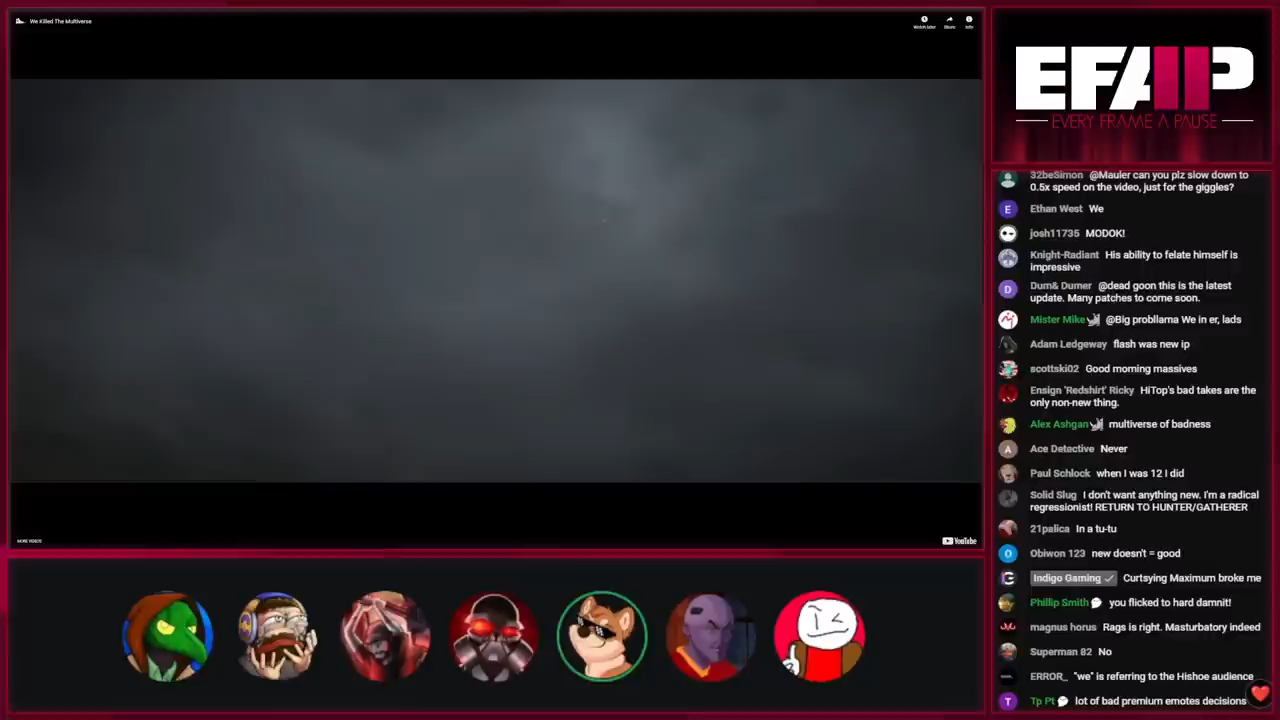 We Killed The Multiverse
Watch later
Share
Info
EFAP
EVERY FRAME A PAUSE
32beSimon @Mauler can you plz slow down to
0.5x speed on the video, just for the giggles?
E
Ethan West We
josh11735 MODOK!
Knight-Radiant His ability to felate himself is
impressive
D
Dum& Dumer @dead goon this is the latest
update. Many patches to come soon.
Mister Mike @Big probllama We in er, lads
Adam Ledgeway flash was new ip
scottski02 Good morning massives
Ensign 'Redshirt' Ricky HiTop's bad takes are the
only non-new thing.
Alex Ashgan multiverse of badness
A
Ace Detective Never
Paul Schlock when I was 12 I did
Solid Slug I don't want anything new. I'm a radical
regressionist! RETURN TO HUNTER/GATHERER
21palica In a tu-tu
O
Obiwon 123 new doesn't = good
Indigo Gaming Curtsying Maximum broke me
Phillip Smith you flicked to hard damnit!
magnus horus Rags is right. Masturbatory indeed
Superman 82 No
ERROR_ "we" is referring to the Hishoe audience
T
Tp Pt lot of bad premium emotes decisions
MORE VIDEOS
YouTube